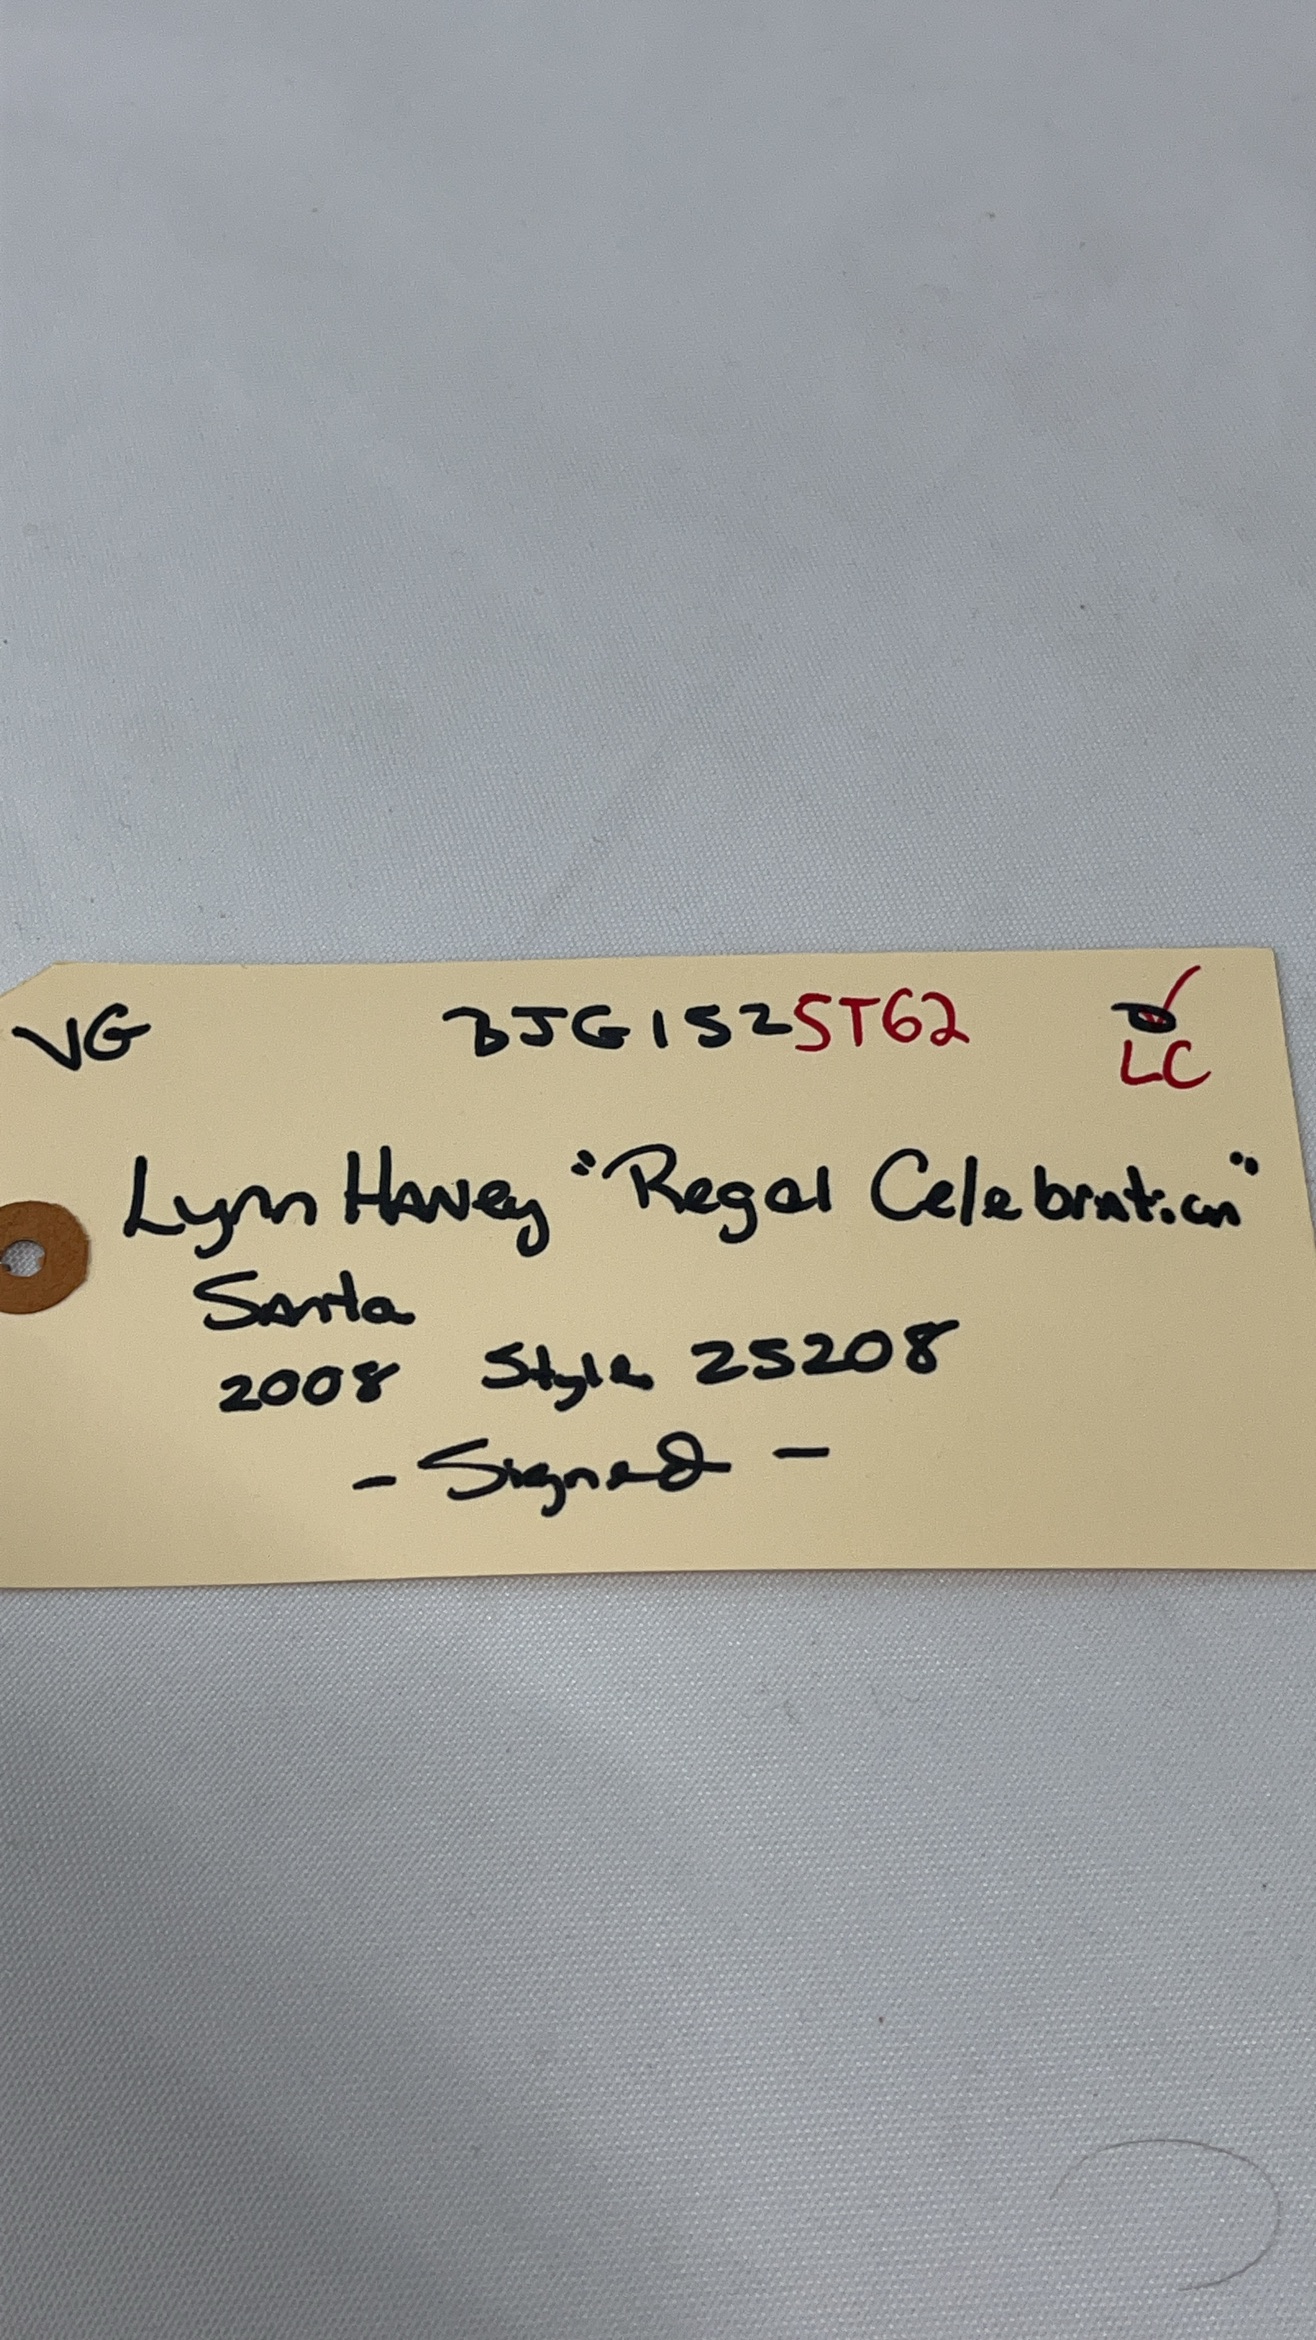 VG BJG152ST62
LC
Lynn Haney "Regal Celebration"
Santa
2008 Style 25208
- Signed -